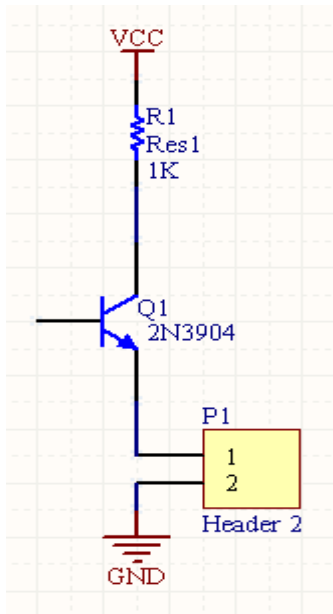 VCC
R1
Res1
1K
Q1
2N3904
P1
1
2
Header 2
GND